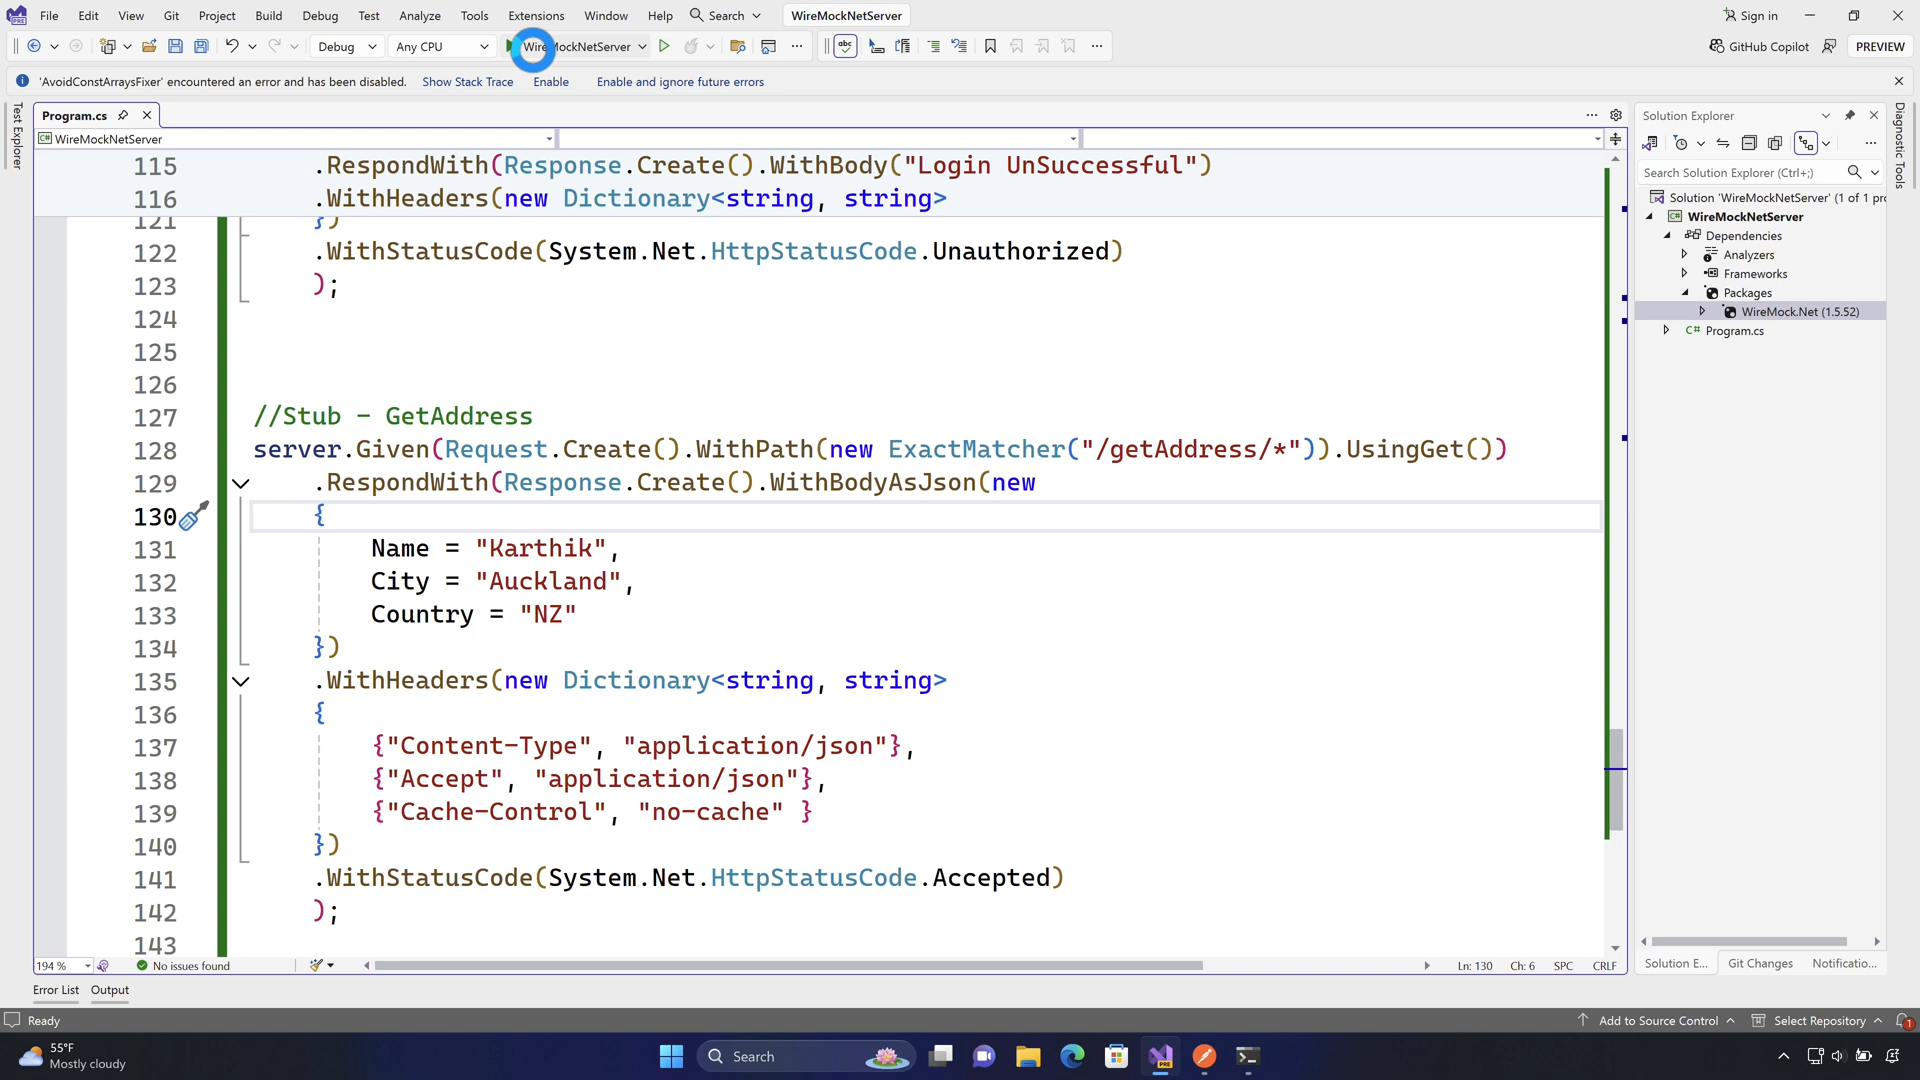 File Edit View Git Project Build Debug Test Analyze Tools Extensions Window Help Search WireMockNetServer Sign in
Debug Any CPU WireMockNetServer GitHub Copilot PREVIEW
'AvoidConstArraysFixer' encountered an error and has been disabled. Show Stack Trace Enable Enable and ignore future errors
Test Explorer
Program.cs
WireMockNetServer
115 .RespondWith(Response.Create().WithBody("Login UnSuccessful")
116 .WithHeaders(new Dictionary<string, string>
121 })
122 .WithStatusCode(System.Net.HttpStatusCode.Unauthorized)
123 );
124
125
126
127 //Stub - GetAddress
128 server.Given(Request.Create().WithPath(new ExactMatcher("/getAddress/*")).UsingGet())
129 .RespondWith(Response.Create().WithBodyAsJson(new
130 {
131 Name = "Karthik",
132 City = "Auckland",
133 Country = "NZ"
134 })
135 .WithHeaders(new Dictionary<string, string>
136 {
137 {"Content-Type", "application/json"},
138 {"Accept", "application/json"},
139 {"Cache-Control", "no-cache" }
140 })
141 .WithStatusCode(System.Net.HttpStatusCode.Accepted)
142 );
143
194 % No issues found Ln: 130 Ch: 6 SPC CRLF
Solution Explorer
Search Solution Explorer (Ctrl+;)
Solution 'WireMockNetServer' (1 of 1 pro
WireMockNetServer
Dependencies
Analyzers
Frameworks
Packages
WireMock.Net (1.5.52)
C# Program.cs
Solution E... Git Changes Notificatio...
Diagnostic Tools
Error List Output
Ready Add to Source Control Select Repository 1
55°F
Mostly cloudy
Search